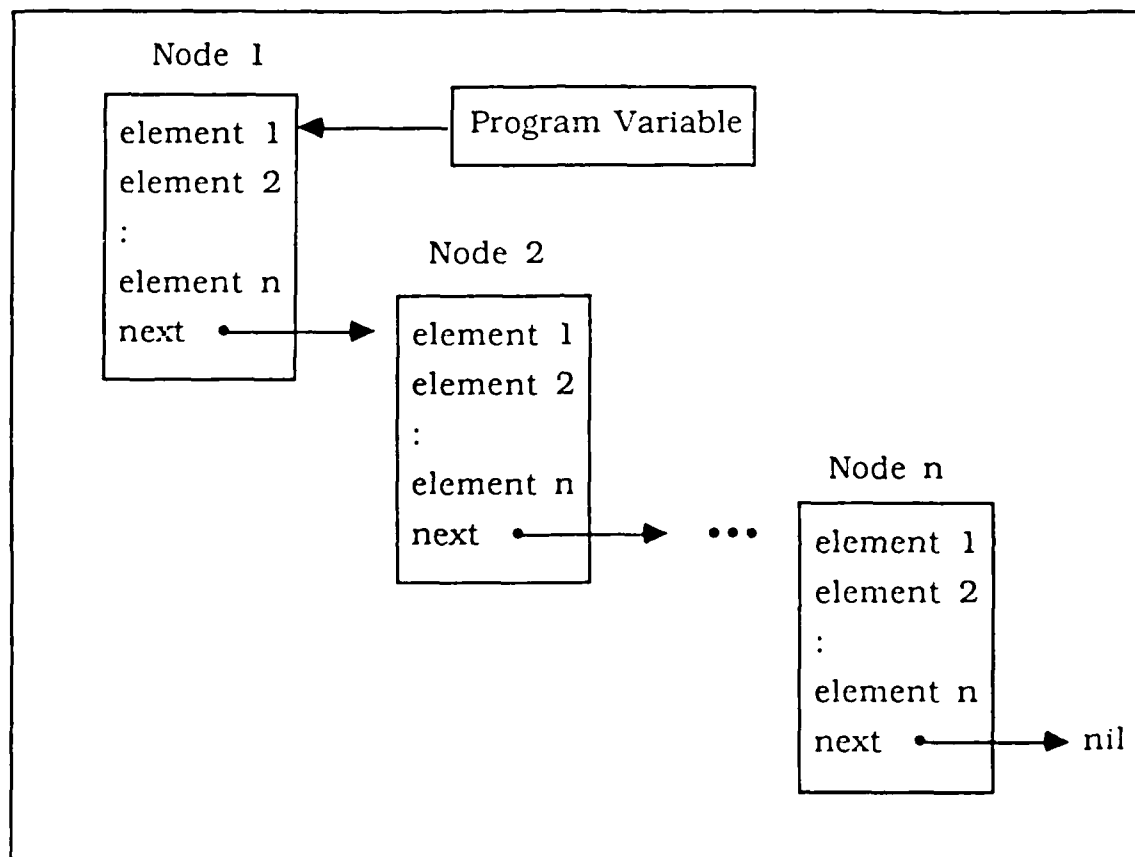 Node 1
Program Variable
element 1
element 2
:
element n
next
Node 2
element 1
element 2
:
element n
next
•••
Node n
element 1
element 2
:
element n
next
nil